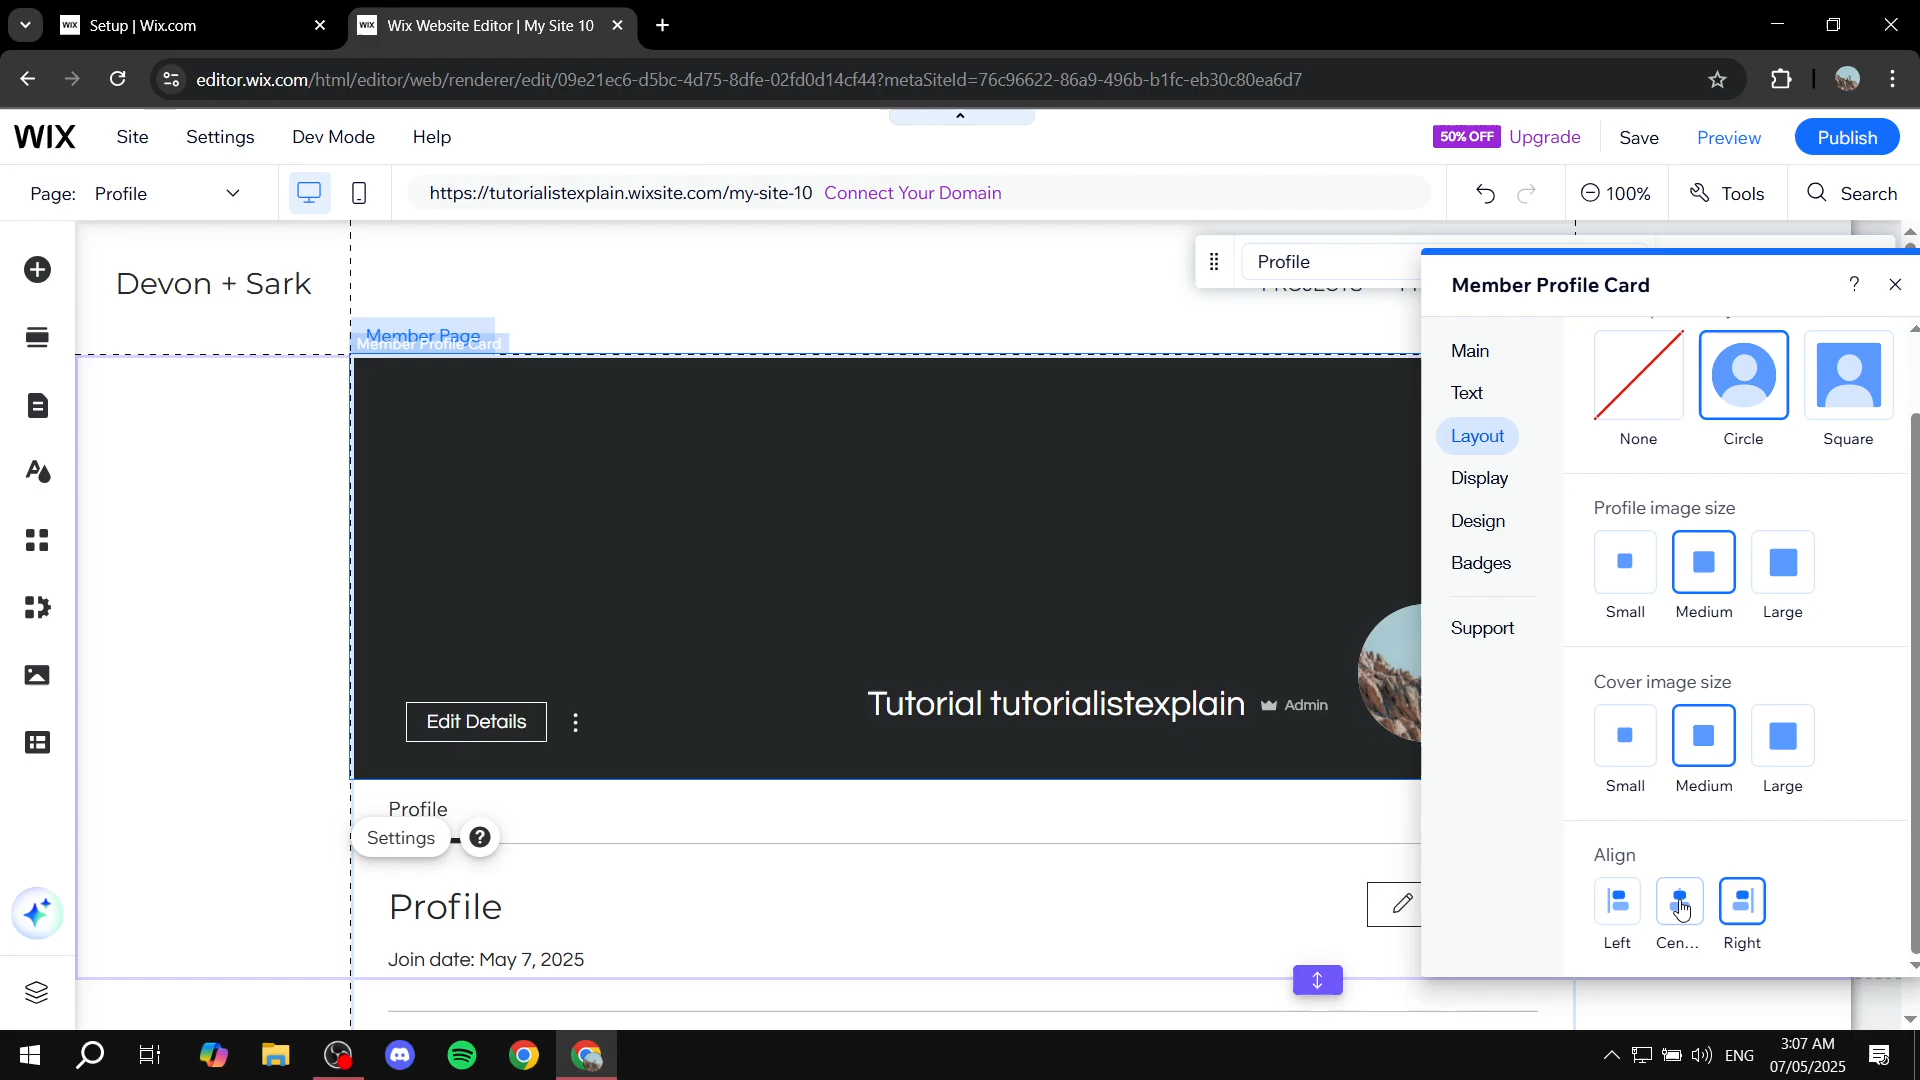 WIX Setup | Wix.com
WIX Wix Website Editor | My Site 10
editor.wix.com/html/editor/web/renderer/edit/09e21ec6-d5bc-4d75-8dfe-02fd0d14cf44?metaSiteId=76c96622-86a9-496b-b1fc-eb30c80ea6d7
WIX Site Settings Dev Mode Help 50% OFF Upgrade Save Preview Publish
Page: Profile https://tutorialistexplain.wixsite.com/my-site-10 Connect Your Domain 100% Tools Search
Devon + Sark
Profile
Member Page
Member Profile Card
Edit Details
Tutorial tutorialistexplain Admin
Profile
Settings ?
Profile
Join date: May 7, 2025
Member Profile Card ?
Main
Text
Layout
Display
Design
Badges
Support
None Circle Square
Profile image size
Small Medium Large
Cover image size
Small Medium Large
Align
Left Cen... Right
ENG
3:07 AM
07/05/2025